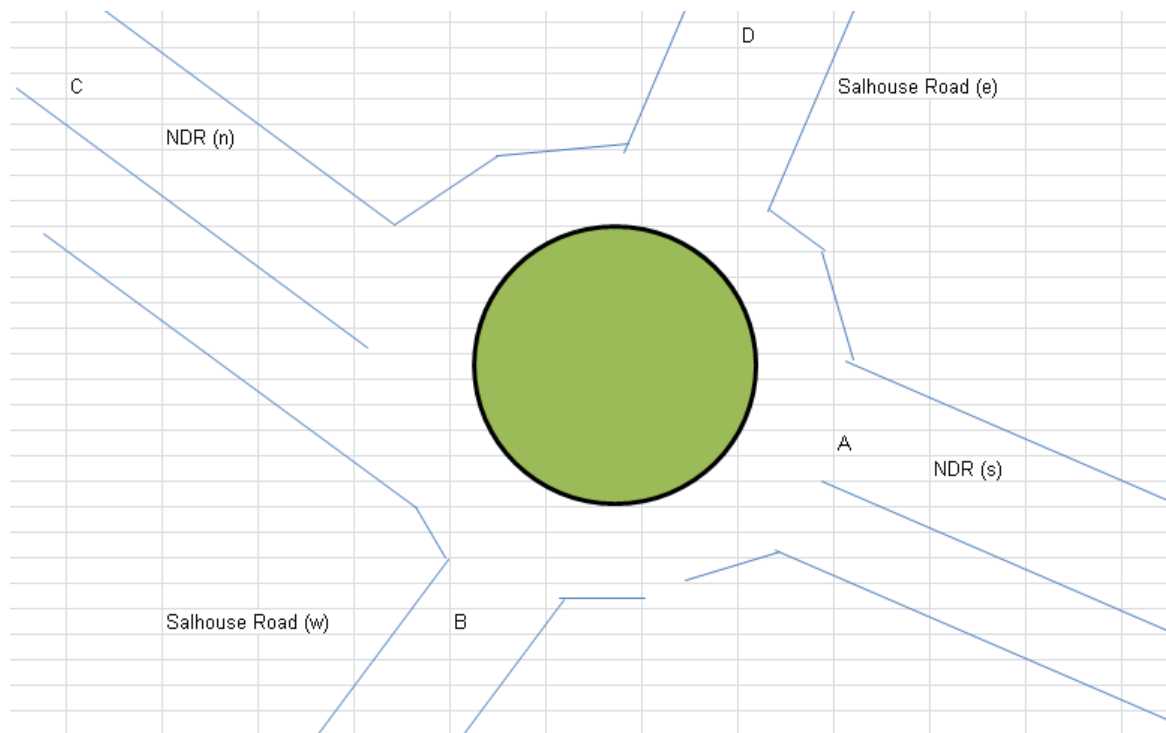 D
C
Salhouse Road (e)
NDR (n)
A
NDR (s)
Salhouse Road (w)
B